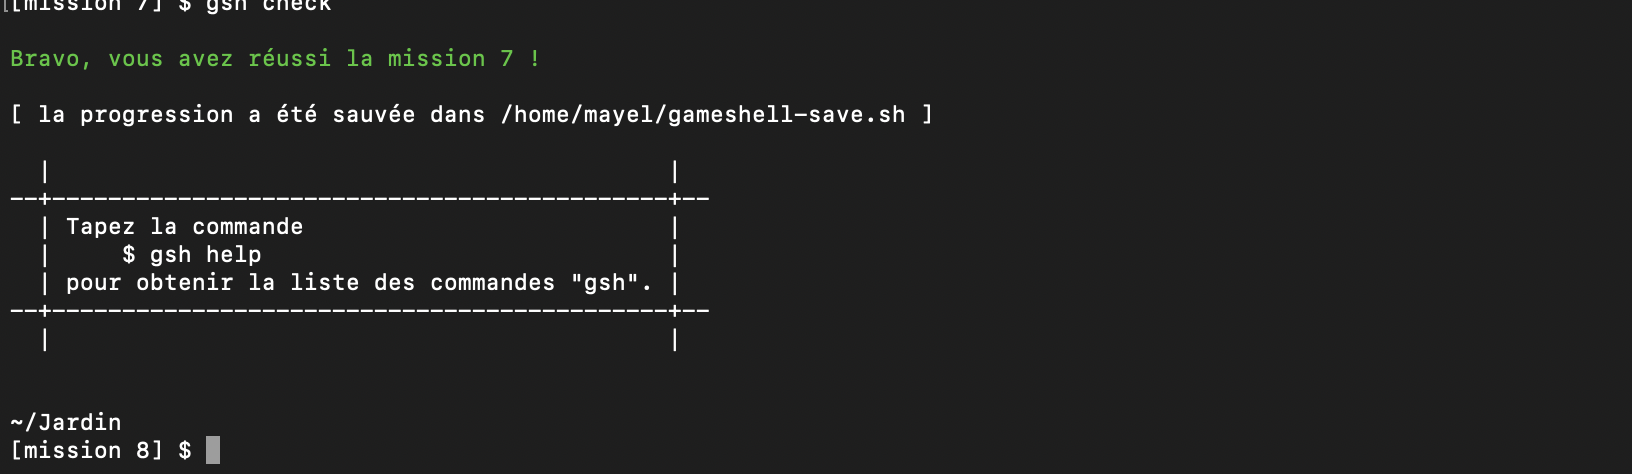 [mission 7] $ gsh check
Bravo, vous avez réussi la mission 7 !
[ la progression a été sauvée dans /home/mayel/gameshell-save.sh ]
| |
--+--------------------------------------------+--
| Tapez la commande |
| $ gsh help |
| pour obtenir la liste des commandes "gsh". |
--+--------------------------------------------+--
| |
~/Jardin
[mission 8] $